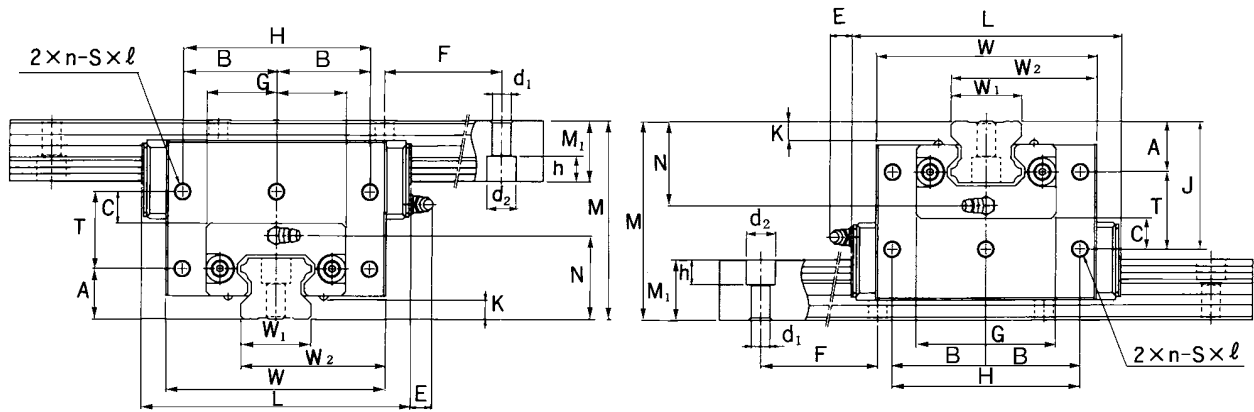 H
B
B
F
2×n-S×ℓ
G
d₁
M₁
h
M
d₂
C
T
N
A
K
W₁
W₂
W
L
E
E
L
W
W₂
W₁
K
N
A
J
T
M
d₂
C
h
M₁
d₁
G
F
B
B
H
2×n-S×ℓ